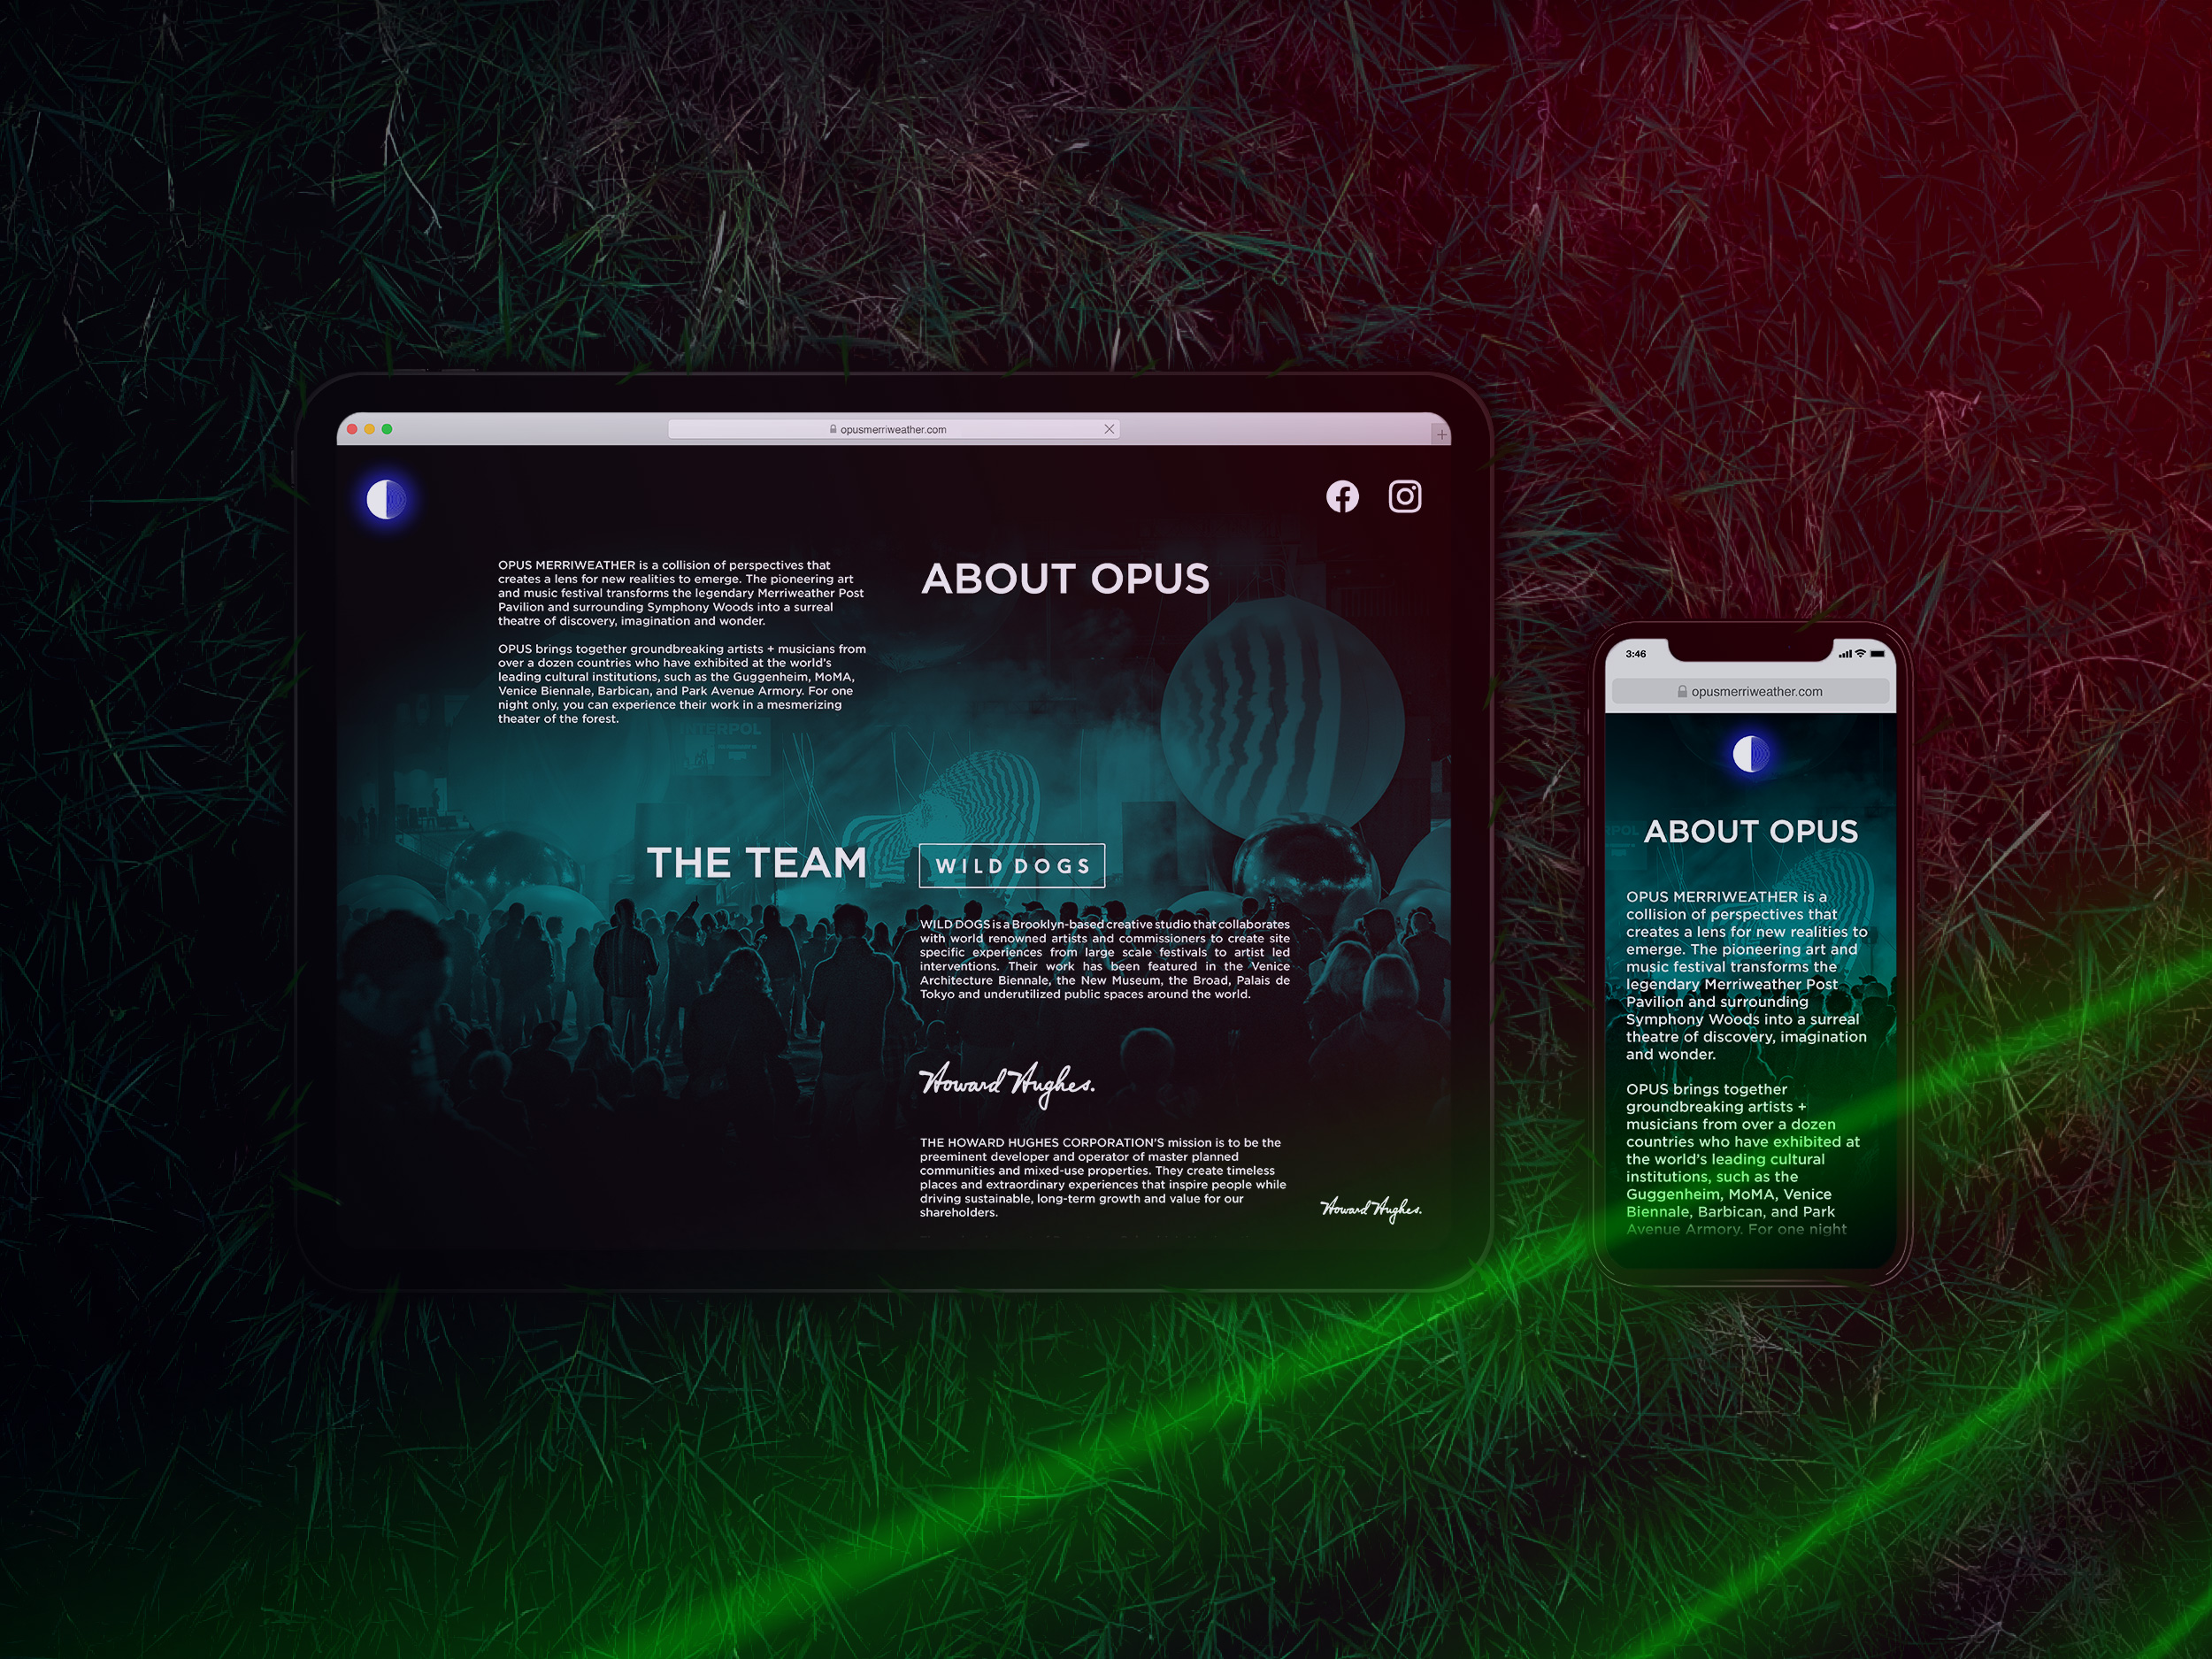 opusmerriweather.com
OPUS MERRIWEATHER is a collision of perspectives that
creates a lens for new realities to emerge. The pioneering art
and music festival transforms the legendary Merriweather Post
Pavilion and surrounding Symphony Woods into a surreal
theatre of discovery, imagination and wonder.
OPUS brings together groundbreaking artists + musicians from
over a dozen countries who have exhibited at the world's
leading cultural institutions, such as the Guggenheim, MoMA,
Venice Biennale, Barbican, and Park Avenue Armory. For one
night only, you can experience their work in a mesmerizing
theater of the forest.
ABOUT OPUS
INTERPOL
THE TEAM
WILD DOGS
WILD DOGS is a Brooklyn-based creative studio that collaborates
with world renowned artists and commissioners to create site
specific experiences from large scale festivals to artist led
interventions. Their work has been featured in the Venice
Architecture Biennale, the New Museum, the Broad, Palais de
Tokyo and underutilized public spaces around the world.
Howard Hughes.
THE HOWARD HUGHES CORPORATION'S mission is to be the
preeminent developer and operator of master planned
communities and mixed-use properties. They create timeless
places and extraordinary experiences that inspire people while
driving sustainable, long-term growth and value for our
shareholders.
Howard Hughes.
3:46
opusmerriweather.com
RPOL
ABOUT OPUS
OPUS MERRIWEATHER is a
collision of perspectives that
creates a lens for new realities to
emerge. The pioneering art and
music festival transforms the
legendary Merriweather Post
Pavilion and surrounding
Symphony Woods into a surreal
theatre of discovery, imagination
and wonder.
OPUS brings together
groundbreaking artists +
musicians from over a dozen
countries who have exhibited at
the world's leading cultural
institutions, such as the
Guggenheim, MoMA, Venice
Biennale, Barbican, and Park
Avenue Armory. For one night